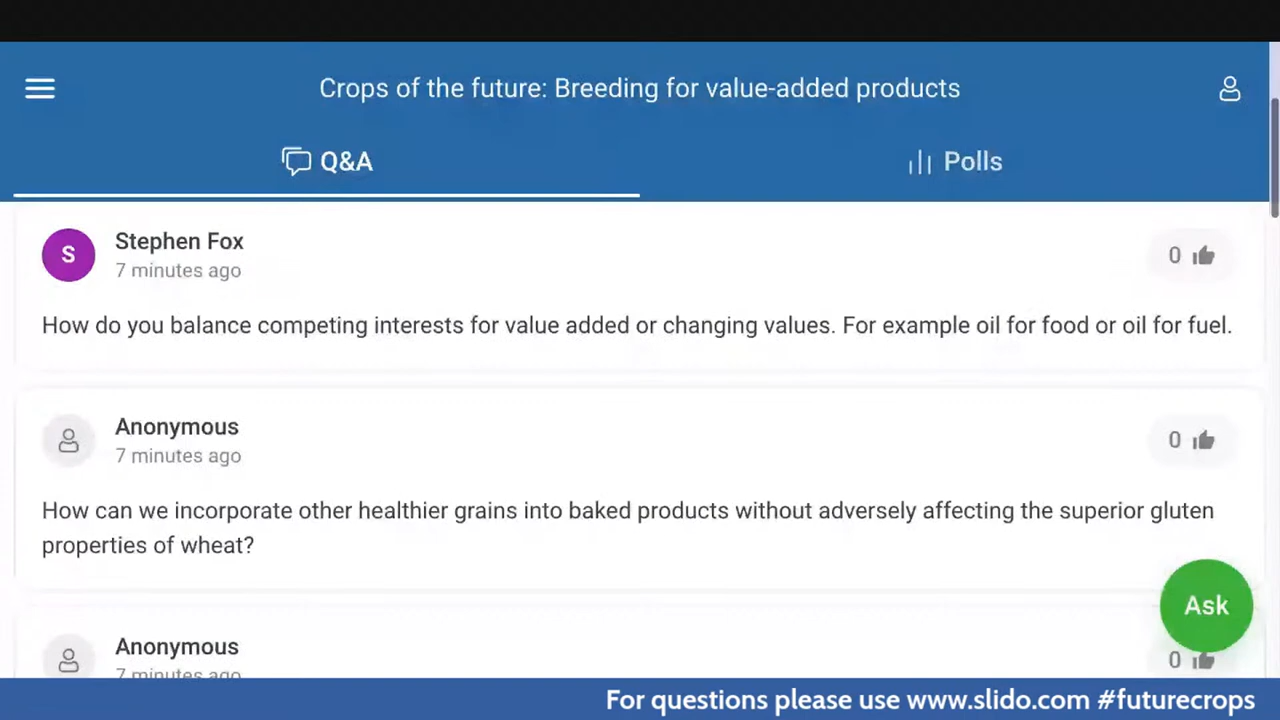 Crops of the future: Breeding for value-added products
Q&A
Polls
S
Stephen Fox
7 minutes ago
0
How do you balance competing interests for value added or changing values. For example oil for food or oil for fuel.
Anonymous
7 minutes ago
0
How can we incorporate other healthier grains into baked products without adversely affecting the superior gluten
properties of wheat?
Ask
Anonymous
7 minutes ago
0
For questions please use www.slido.com #futurecrops